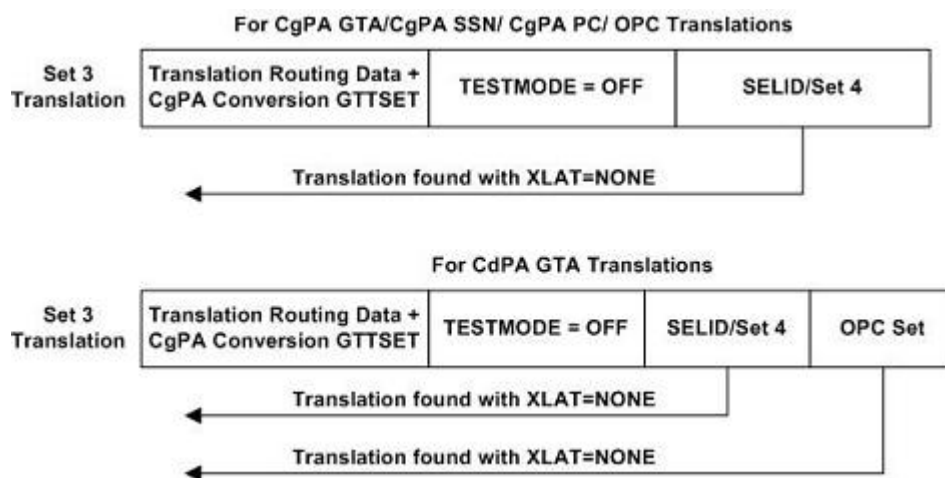 For CgPA GTA/CgPA SSN/ CgPA PC/ OPC Translations
Set 3
Translation
Translation Routing Data +
CgPA Conversion GTTSET
TESTMODE = OFF
SELID/Set 4
Translation found with XLAT=NONE
For CdPA GTA Translations
Set 3
Translation
Translation Routing Data +
CgPA Conversion GTTSET
TESTMODE = OFF
SELID/Set 4
OPC Set
Translation found with XLAT=NONE
Translation found with XLAT=NONE